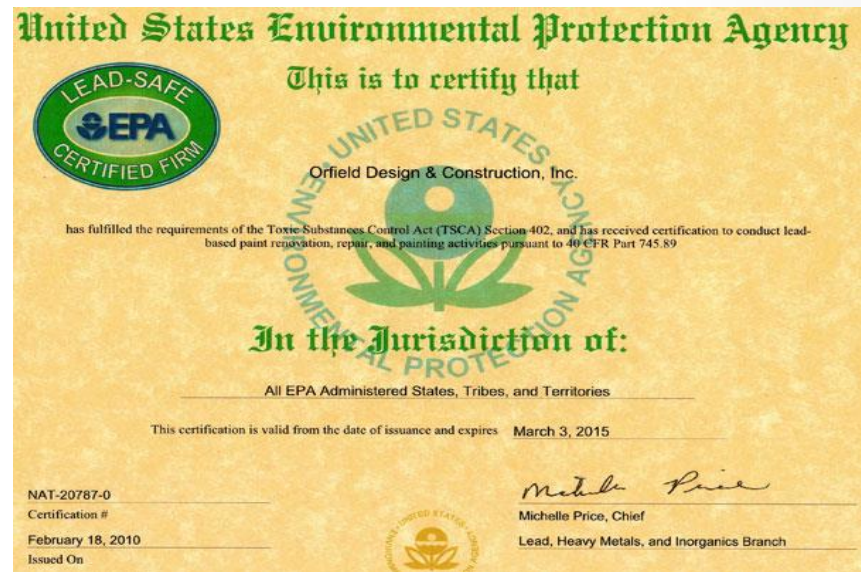 United States Environmental Protection Agency
This is to certify that
LEAD-SAFE
EPA
CERTIFIED FIRM
UNITED STATES
ENVIRONMENTAL PROTECTION AGENCY
Orfield Design & Construction, Inc.
has fulfilled the requirements of the Toxic Substances Control Act (TSCA) Section 402, and has received certification to conduct lead-
based paint renovation, repair, and painting activities pursuant to 40 CFR Part 745.89
In the Jurisdiction of:
All EPA Administered States, Tribes, and Territories
This certification is valid from the date of issuance and expires March 3, 2015
NAT-20787-0
Certification #
February 18, 2010
Issued On
UNITED STATES
Michelle Price
Michelle Price, Chief
Lead, Heavy Metals, and Inorganics Branch